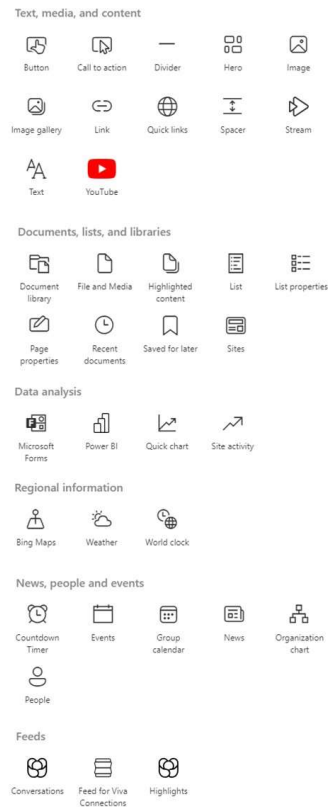 Text, media, and content
Button
Call to action
Divider
Hero
Image
Image gallery
Link
Quick links
Spacer
Stream
Text
YouTube
Documents, lists, and libraries
Document
library
File and Media
Highlighted
content
List
List properties
Page
properties
Recent
documents
Saved for later
Sites
Data analysis
Microsoft
Forms
Power BI
Quick chart
Site activity
Regional information
Bing Maps
Weather
World clock
News, people and events
Countdown
Timer
Events
Group
calendar
News
Organization
chart
People
Feeds
Conversations
Feed for Viva
Connections
Highlights